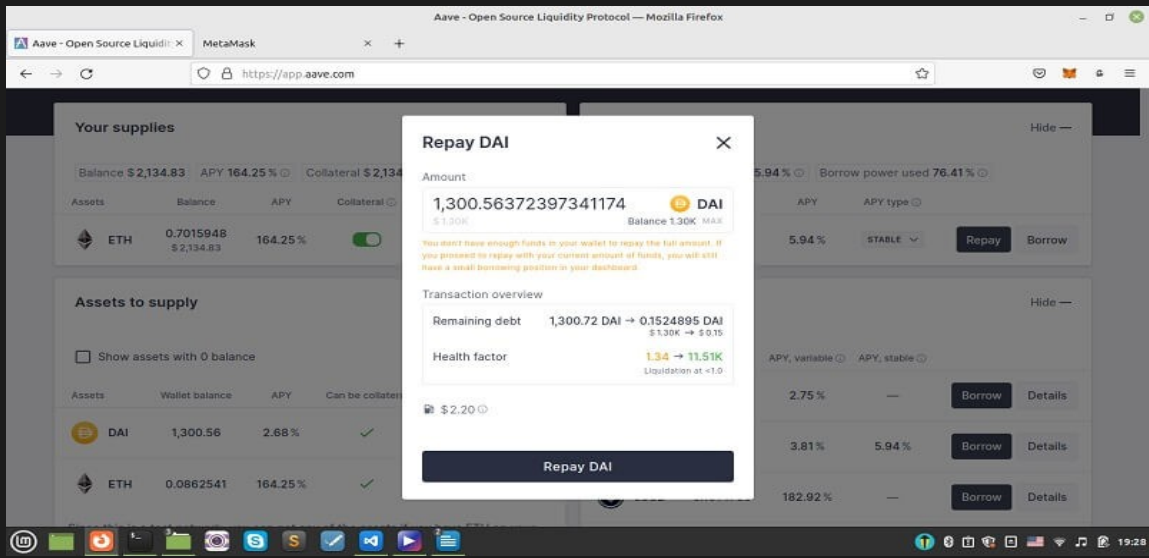 Aave - Open Source Liquidity Protocol — Mozilla Firefox
Aave - Open Source Liquidit
MetaMask
https://app.aave.com
Your supplies
Hide —
Balance $ 2,134.83
APY 164.25 %
Collateral $ 2,134
5.94 %
Borrow power used 76.41 %
Assets
Balance
APY
Collateral
APY
APY type
ETH
0.7015948
$ 2,134.83
164.25 %
5.94 %
STABLE
Repay
Borrow
Repay DAI
Amount
1,300.56372397341174
DAI
$ 1.30K
Balance 1.30K MAX
You don't have enough funds in your wallet to repay the full amount. If
you proceed to repay with your current amount of funds, you will still
have a small borrowing position in your dashboard.
Transaction overview
Remaining debt
1,300.72 DAI → 0.1524895 DAI
$ 1.30K → $ 0.15
Health factor
1.34 → 11.51K
Liquidation at <1.0
$ 2.20
Repay DAI
Assets to supply
Hide —
Show assets with 0 balance
APY, variable
APY, stable
Assets
Wallet balance
APY
Can be collater
2.75 %
—
Borrow
Details
DAI
1,300.56
2.68 %
3.81 %
5.94 %
Borrow
Details
ETH
0.0862541
164.25 %
182.92 %
—
Borrow
Details
19:28